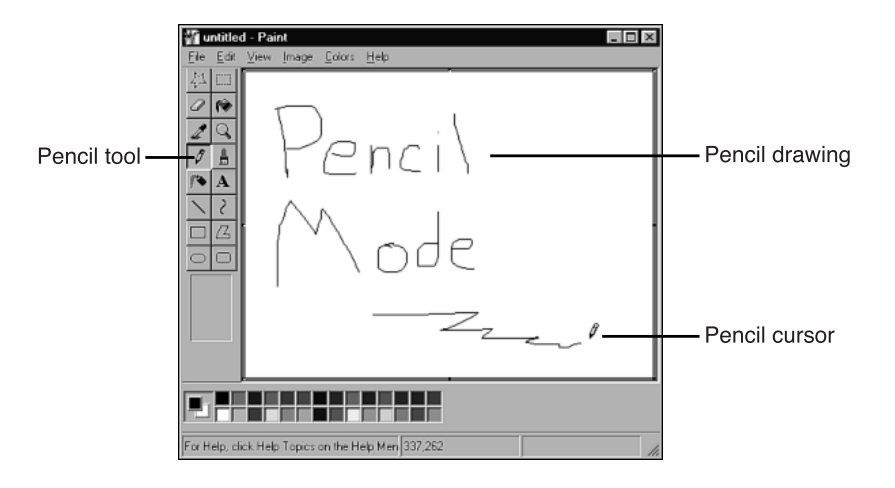 untitled - Paint
File Edit View Image Colors Help
A
Pencil
Mode
Pencil tool
Pencil drawing
Pencil cursor
For Help, click Help Topics on the Help Men 337,262